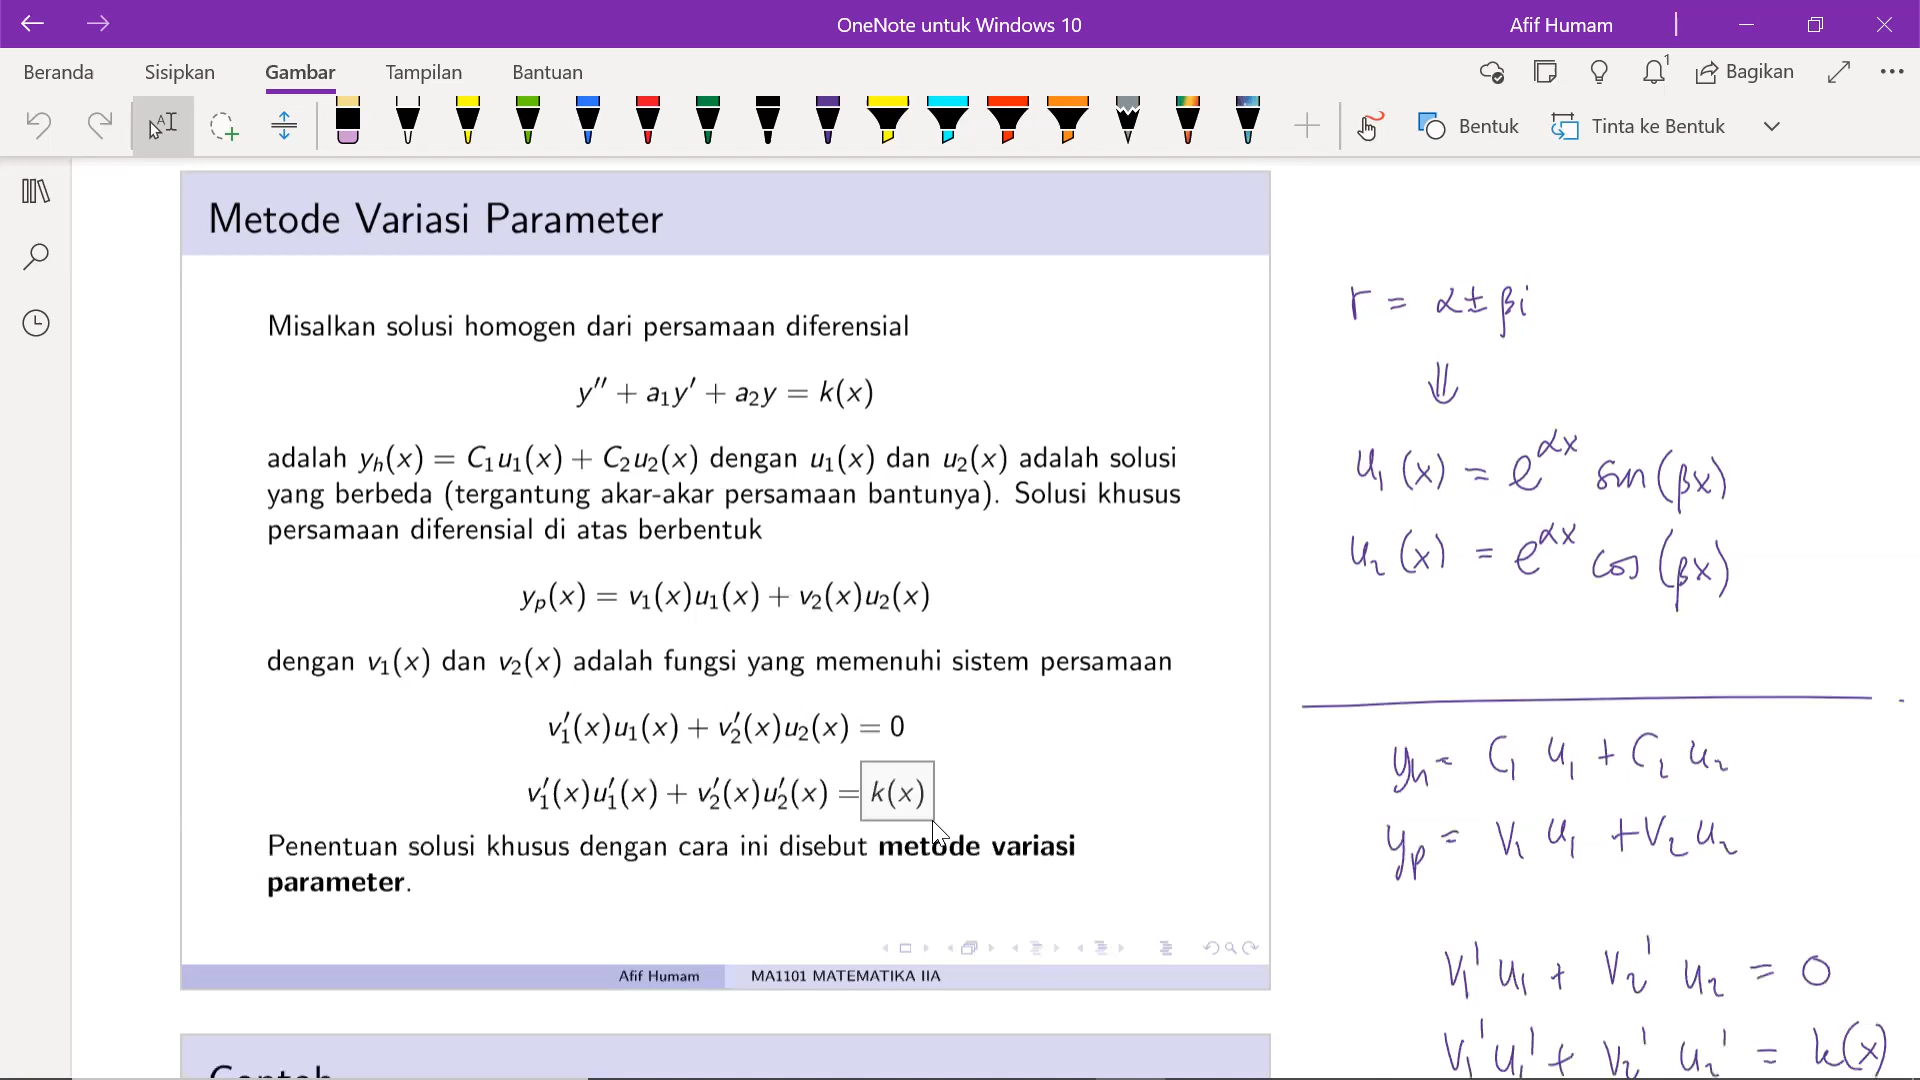 OneNote untuk Windows 10
Afif Humam
Beranda Sisipkan Gambar Tampilan Bantuan
1 Bagikan
Bentuk Tinta ke Bentuk
Metode Variasi Parameter
Misalkan solusi homogen dari persamaan diferensial
y′′ + a₁y′ + a₂y = k(x)
adalah yₕ(x) = C₁u₁(x) + C₂u₂(x) dengan u₁(x) dan u₂(x) adalah solusi
yang berbeda (tergantung akar-akar persamaan bantunya). Solusi khusus
persamaan diferensial di atas berbentuk
yₚ(x) = v₁(x)u₁(x) + v₂(x)u₂(x)
dengan v₁(x) dan v₂(x) adalah fungsi yang memenuhi sistem persamaan
v₁′(x)u₁(x) + v₂′(x)u₂(x) = 0
v₁′(x)u₁′(x) + v₂′(x)u₂′(x) = k(x)
Penentuan solusi khusus dengan cara ini disebut metode variasi
parameter.
Afif Humam MA1101 MATEMATIKA IIA
Contoh
r = α ± βi
⇓
u₁(x) = e^αx sin(βx)
u₂(x) = e^αx cos(βx)
yₕ = C₁ u₁ + C₂ u₂
yₚ = v₁ u₁ + v₂ u₂
v₁' u₁ + v₂' u₂ = 0
v₁' u₁' + v₂' u₂' = k(x)